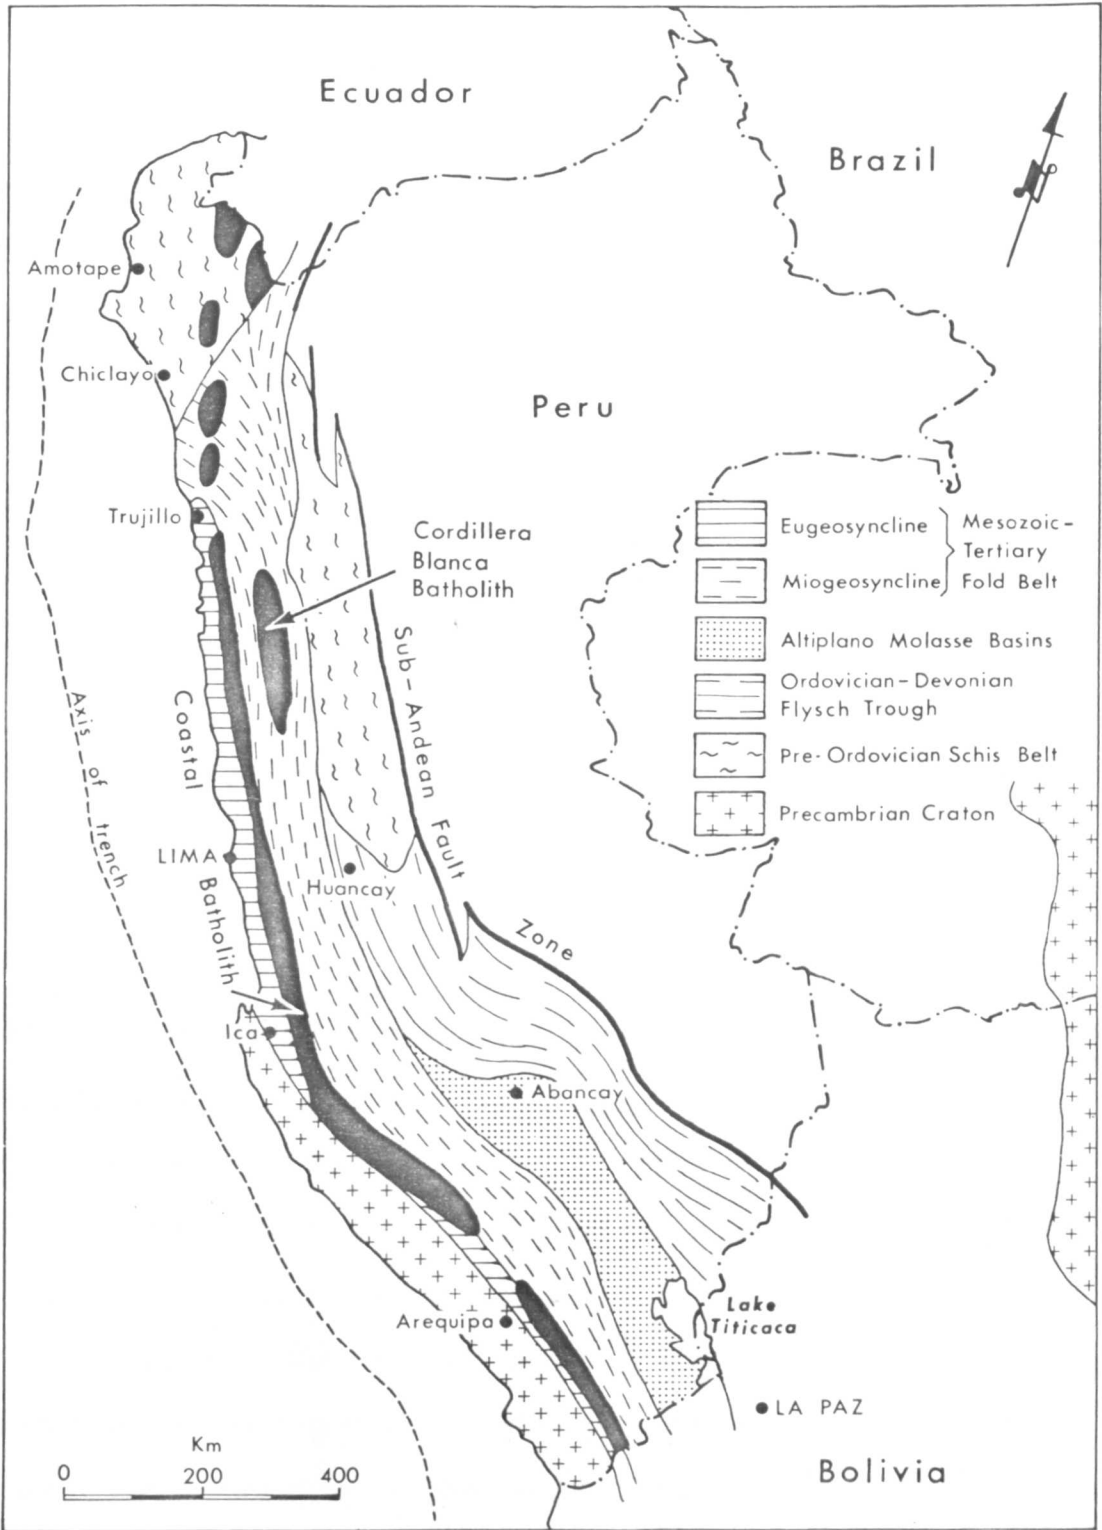 Ecuador
Brazil
Amotape
Chiclayo
Peru
Trujillo
Cordillera
Blanca
Batholith
Eugeosyncline
Miogeosyncline
Mesozoic-
Tertiary
Fold Belt
Altiplano Molasse Basins
Ordovician-Devonian
Flysch Trough
Pre-Ordovician Schis Belt
Precambrian Craton
Sub-Andean Fault Zone
Axis of trench
Coastal Batholith
LIMA
Huancay
Ica
Abancay
Arequipa
Lake
Titicaca
LA PAZ
Bolivia
Km
0 200 400